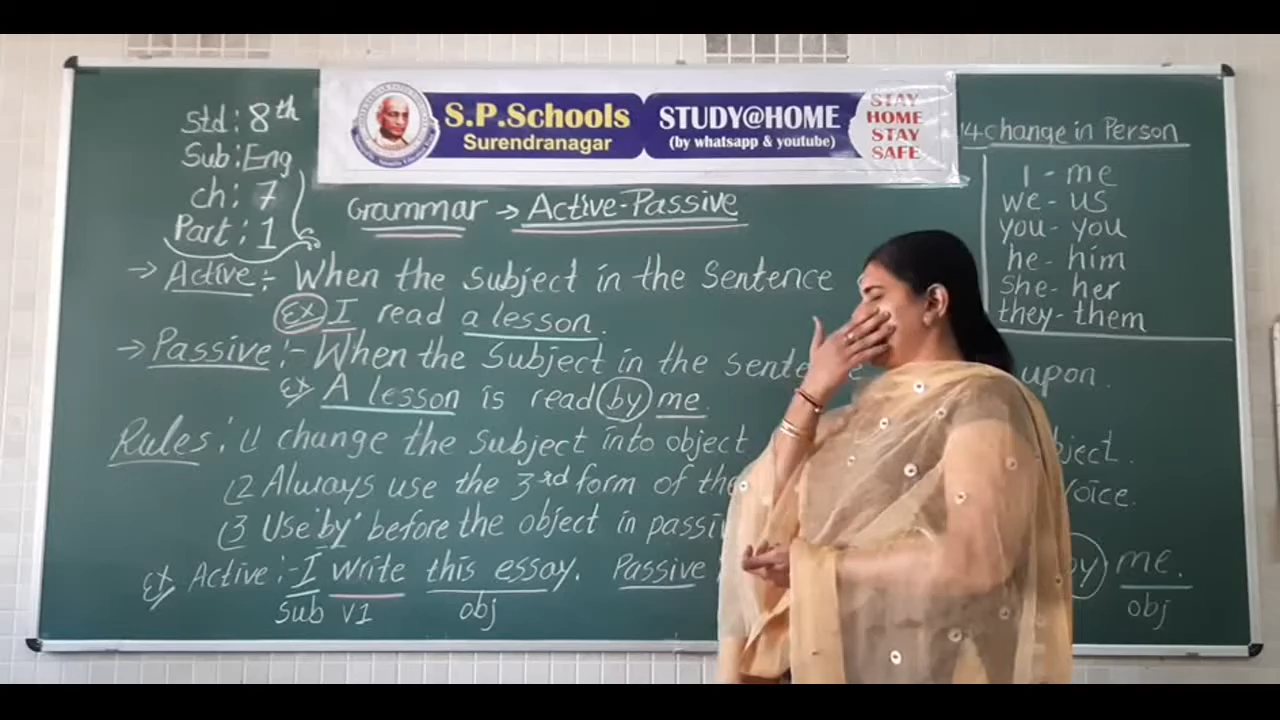 Std: 8th
Sub: Eng
ch: 7
Part: 1
S.P.Schools
Surendranagar
STUDY@HOME
(by whatsapp & youtube)
STAY
HOME
STAY
SAFE
Grammar → Active-Passive
→ Active :- When the subject in the sentence
Ex I read a lesson.
→ Passive :- When the subject in the sentence upon.
Ex A lesson is read by me.
Rules : (1 change the subject into object
(2 Always use the 3rd form of the voice.
(3 Use 'by' before the object in
Ex Active :- I write this essay. Passive by me.
sub v1 obj obj
(4 change in Person
I - me
we - us
you - you
he - him
she - her
they - them